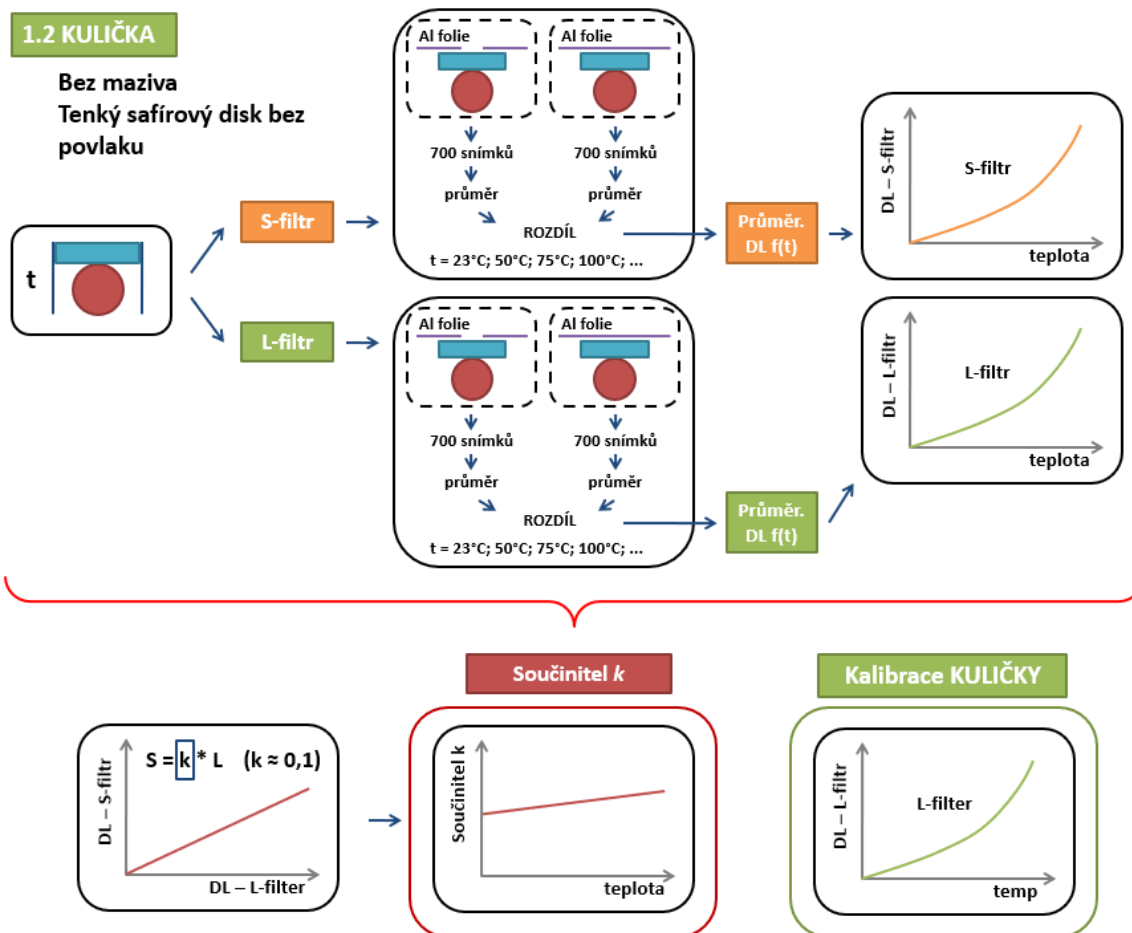 1.2 KULIČKA
Bez maziva
Tenký safírový disk bez
povlaku
t
S-filtr
L-filtr
Al folie
Al folie
700 snímků
700 snímků
průměr
průměr
ROZDÍL
t = 23°C; 50°C; 75°C; 100°C; ...
Průměr.
DL f(t)
DL – S-filtr
S-filtr
teplota
Al folie
Al folie
700 snímků
700 snímků
průměr
průměr
ROZDÍL
t = 23°C; 50°C; 75°C; 100°C; ...
Průměr.
DL f(t)
DL – L-filtr
L-filtr
teplota
S = k * L (k ≈ 0,1)
DL – S-filtr
DL – L-filter
Součinitel k
Součinitel k
teplota
Kalibrace KULIČKY
DL – L-filtr
L-filter
temp